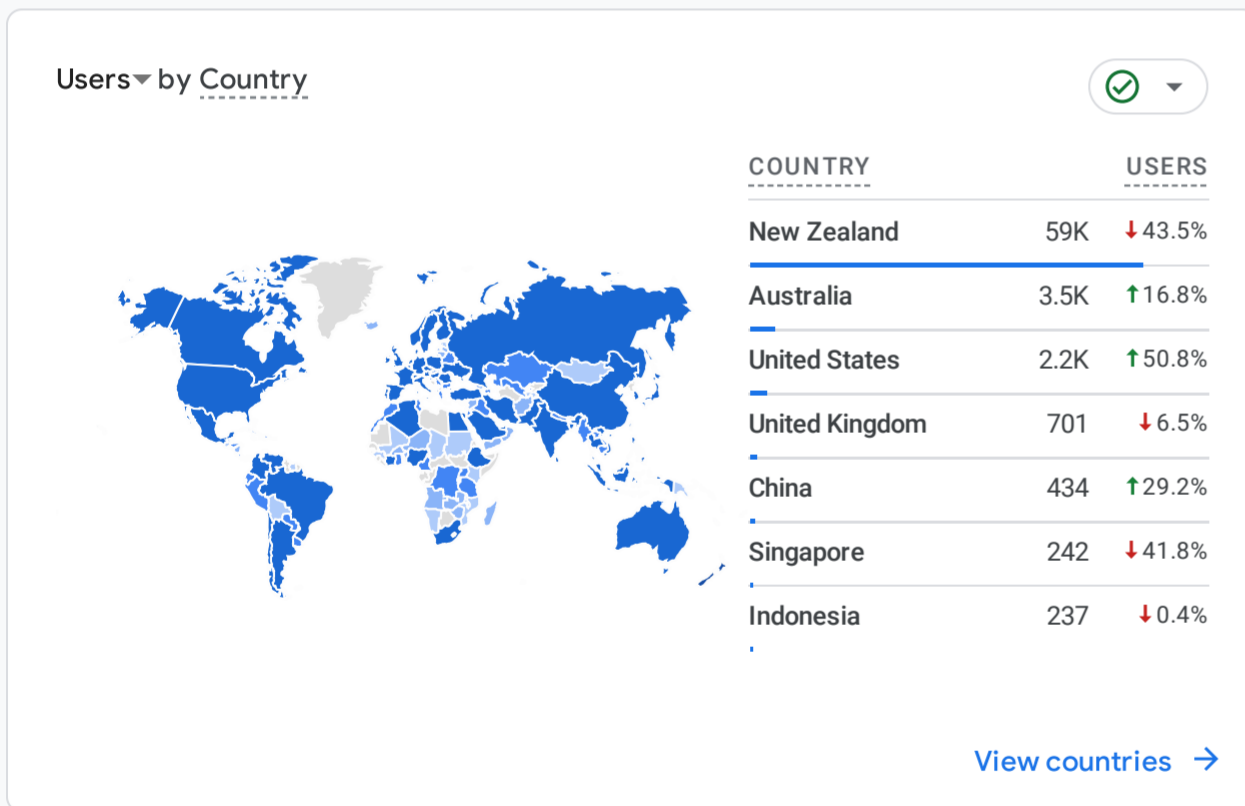 Users by Country
COUNTRY USERS
New Zealand 59K ↓ 43.5%
Australia 3.5K ↑ 16.8%
United States 2.2K ↑ 50.8%
United Kingdom 701 ↓ 6.5%
China 434 ↑ 29.2%
Singapore 242 ↓ 41.8%
Indonesia 237 ↓ 0.4%
View countries →